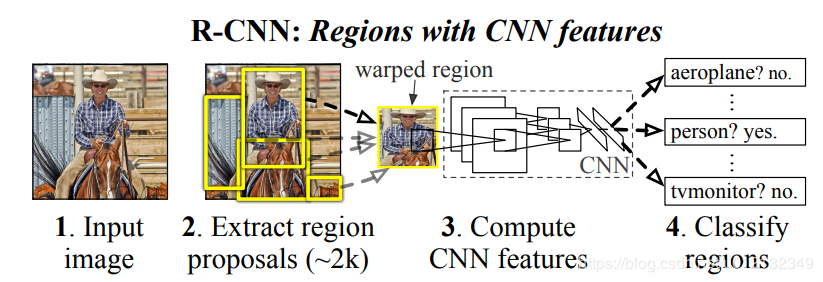 R-CNN: Regions with CNN features
warped region
aeroplane? no.
⋮
person? yes.
⋮
tvmonitor? no.
CNN
1. Input image
2. Extract region proposals (~2k)
3. Compute CNN features
4. Classify regions